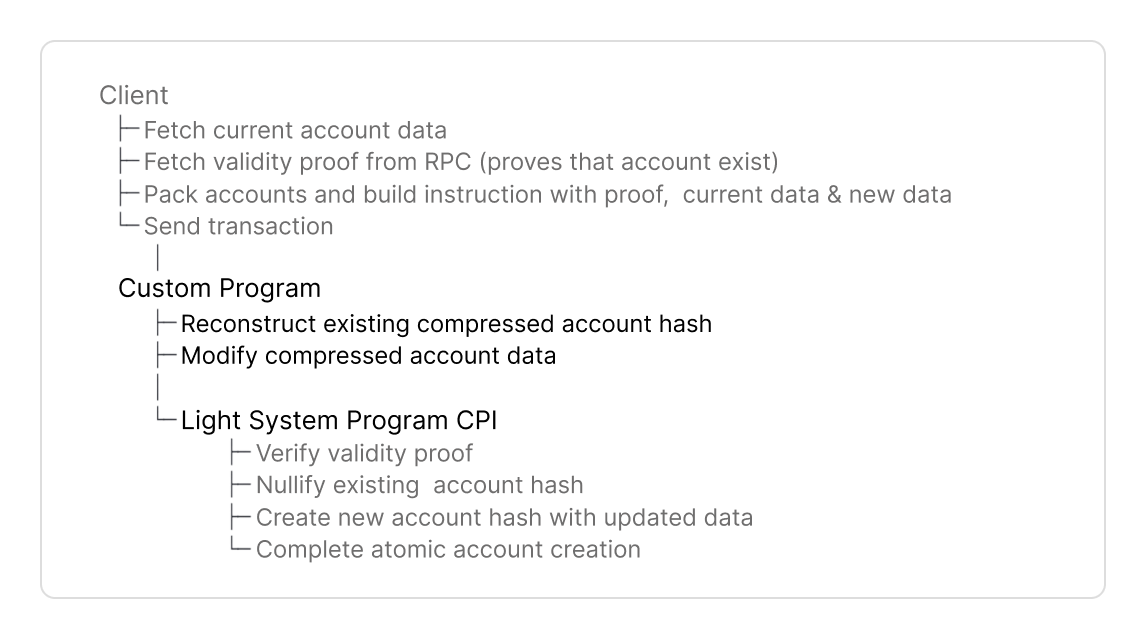 Client
├─ Fetch current account data
├─ Fetch validity proof from RPC (proves that account exist)
├─ Pack accounts and build instruction with proof,  current data & new data
└─ Send transaction
│
Custom Program
├─ Reconstruct existing compressed account hash
├─ Modify compressed account data
│
└─ Light System Program CPI
├─ Verify validity proof
├─ Nullify existing  account hash
├─ Create new account hash with updated data
└─ Complete atomic account creation